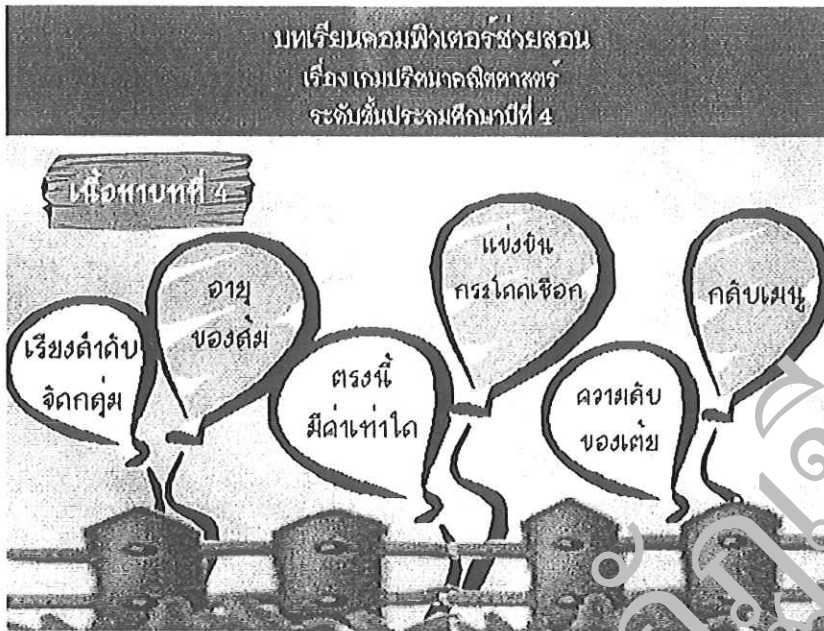 บทเรียนคอมพิวเตอร์ช่วยสอน
เรื่อง เกมปริศนาคณิตศาสตร์
ระดับชั้นประถมศึกษาปีที่ 4
เนื้อหาบทที่ 4
เรียงลำดับ
จัดกลุ่ม
อายุ
ของส้ม
ตรงนี้
มีค่าเท่าใด
แข่งขัน
กระโดดเชือก
ความลับ
ของเต้ย
กลับเมนู